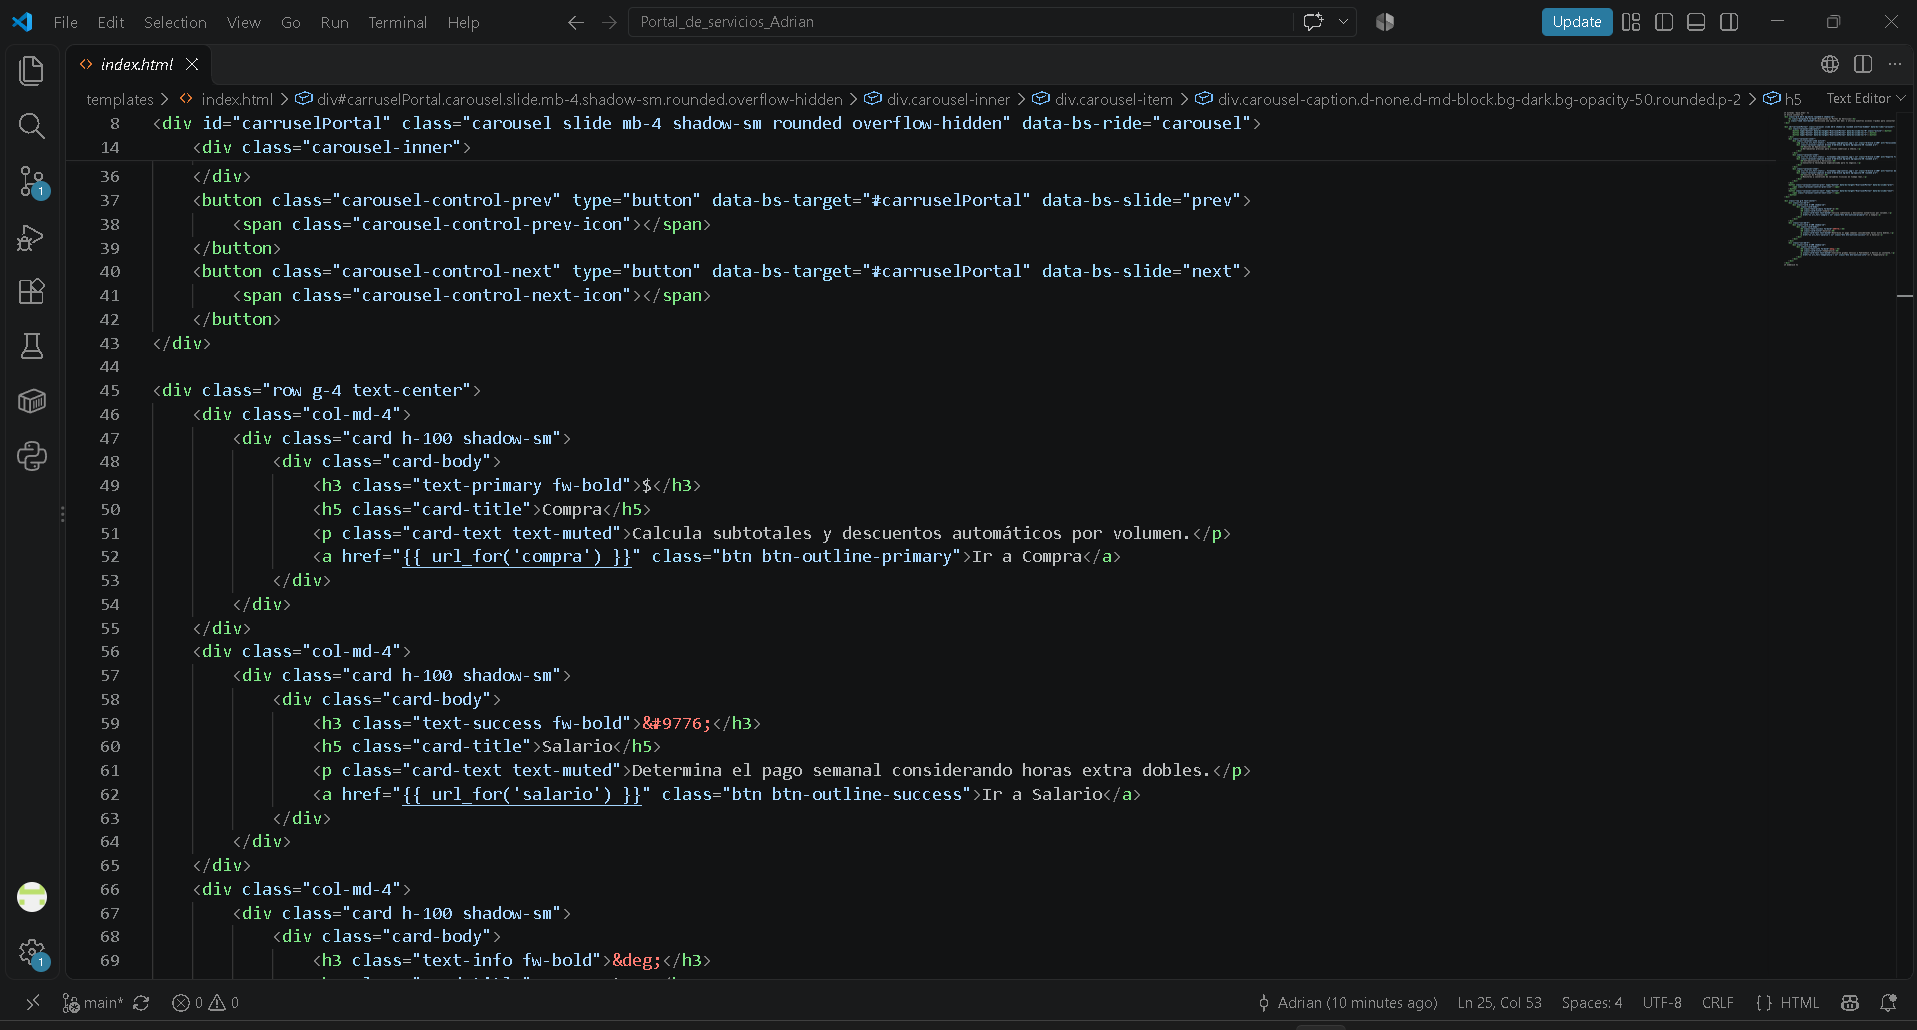 File Edit Selection View Go Run Terminal Help
Portal_de_servicios_Adrian
Update
index.html
templates > index.html > div#carruselPortal.carousel.slide.mb-4.shadow-sm.rounded.overflow-hidden > div.carousel-inner > div.carousel-item > div.carousel-caption.d-none.d-md-block.bg-dark.bg-opacity-50.rounded.p-2 > h5
Text Editor
8 <div id="carruselPortal" class="carousel slide mb-4 shadow-sm rounded overflow-hidden" data-bs-ride="carousel">
14 <div class="carousel-inner">
36 </div>
37 <button class="carousel-control-prev" type="button" data-bs-target="#carruselPortal" data-bs-slide="prev">
38 <span class="carousel-control-prev-icon"></span>
39 </button>
40 <button class="carousel-control-next" type="button" data-bs-target="#carruselPortal" data-bs-slide="next">
41 <span class="carousel-control-next-icon"></span>
42 </button>
43 </div>
44
45 <div class="row g-4 text-center">
46 <div class="col-md-4">
47 <div class="card h-100 shadow-sm">
48 <div class="card-body">
49 <h3 class="text-primary fw-bold">$</h3>
50 <h5 class="card-title">Compra</h5>
51 <p class="card-text text-muted">Calcula subtotales y descuentos automáticos por volumen.</p>
52 <a href="{{ url_for('compra') }}" class="btn btn-outline-primary">Ir a Compra</a>
53 </div>
54 </div>
55 </div>
56 <div class="col-md-4">
57 <div class="card h-100 shadow-sm">
58 <div class="card-body">
59 <h3 class="text-success fw-bold">&#9776;</h3>
60 <h5 class="card-title">Salario</h5>
61 <p class="card-text text-muted">Determina el pago semanal considerando horas extra dobles.</p>
62 <a href="{{ url_for('salario') }}" class="btn btn-outline-success">Ir a Salario</a>
63 </div>
64 </div>
65 </div>
66 <div class="col-md-4">
67 <div class="card h-100 shadow-sm">
68 <div class="card-body">
69 <h3 class="text-info fw-bold">&deg;</h3>
1
1
main* 0 0 Adrian (10 minutes ago) Ln 25, Col 53 Spaces: 4 UTF-8 CRLF { } HTML